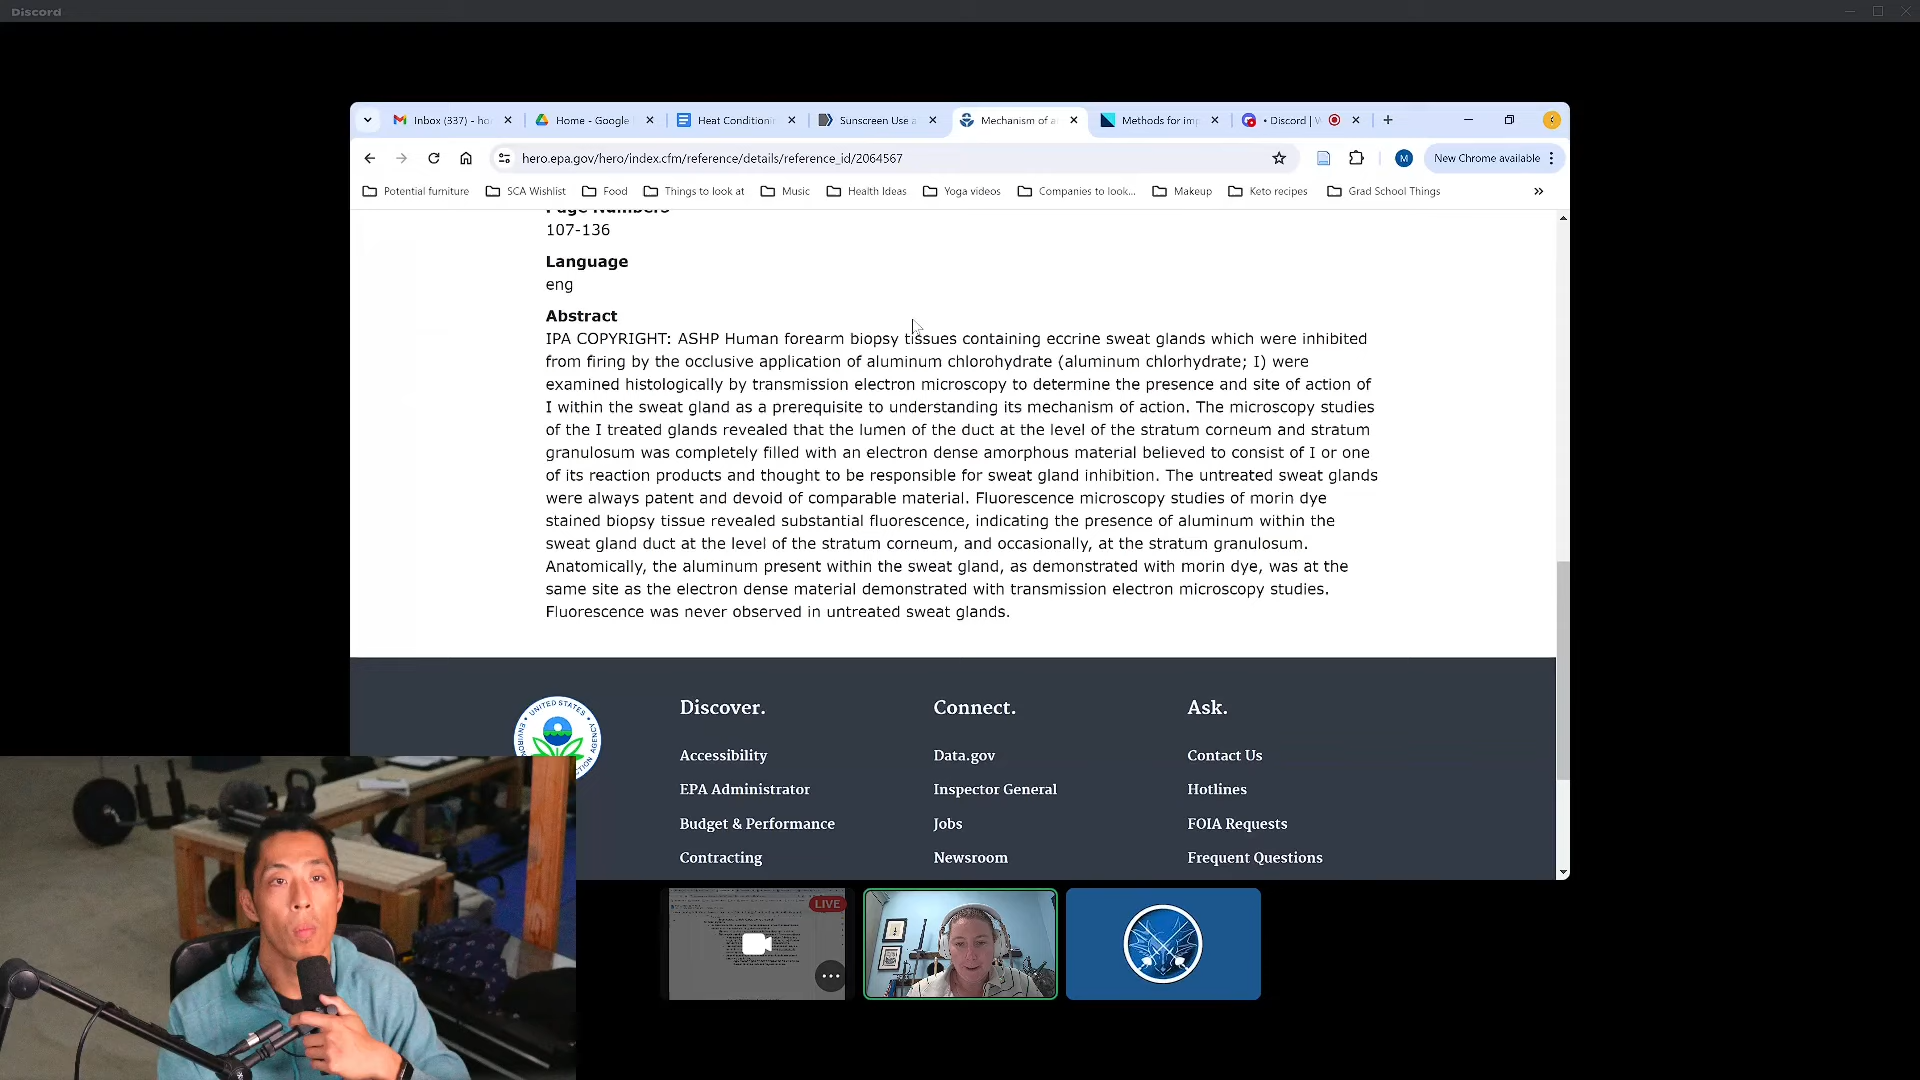 Discord
Inbox (337) - ho
Home - Google
Heat Conditionin
Sunscreen Use a
Mechanism of a
Methods for imp
• Discord |
hero.epa.gov/hero/index.cfm/reference/details/reference_id/2064567
M
New Chrome available
Potential furniture
SCA Wishlist
Food
Things to look at
Music
Health Ideas
Yoga videos
Companies to look...
Makeup
Keto recipes
Grad School Things
Page Numbers
107-136
Language
eng
Abstract
IPA COPYRIGHT: ASHP Human forearm biopsy tissues containing eccrine sweat glands which were inhibited
from firing by the occlusive application of aluminum chlorohydrate (aluminum chlorhydrate; I) were
examined histologically by transmission electron microscopy to determine the presence and site of action of
I within the sweat gland as a prerequisite to understanding its mechanism of action. The microscopy studies
of the I treated glands revealed that the lumen of the duct at the level of the stratum corneum and stratum
granulosum was completely filled with an electron dense amorphous material believed to consist of I or one
of its reaction products and thought to be responsible for sweat gland inhibition. The untreated sweat glands
were always patent and devoid of comparable material. Fluorescence microscopy studies of morin dye
stained biopsy tissue revealed substantial fluorescence, indicating the presence of aluminum within the
sweat gland duct at the level of the stratum corneum, and occasionally, at the stratum granulosum.
Anatomically, the aluminum present within the sweat gland, as demonstrated with morin dye, was at the
same site as the electron dense material demonstrated with transmission electron microscopy studies.
Fluorescence was never observed in untreated sweat glands.
UNITED STATES
Discover.
Accessibility
EPA Administrator
Budget & Performance
Contracting
Connect.
Data.gov
Inspector General
Jobs
Newsroom
Ask.
Contact Us
Hotlines
FOIA Requests
Frequent Questions
LIVE